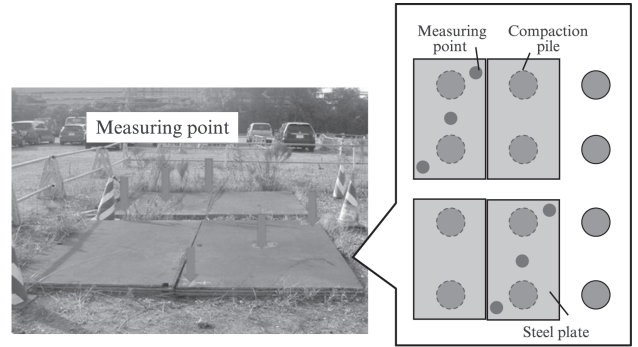 Measuring point
Measuring
point
Compaction
pile
Steel plate